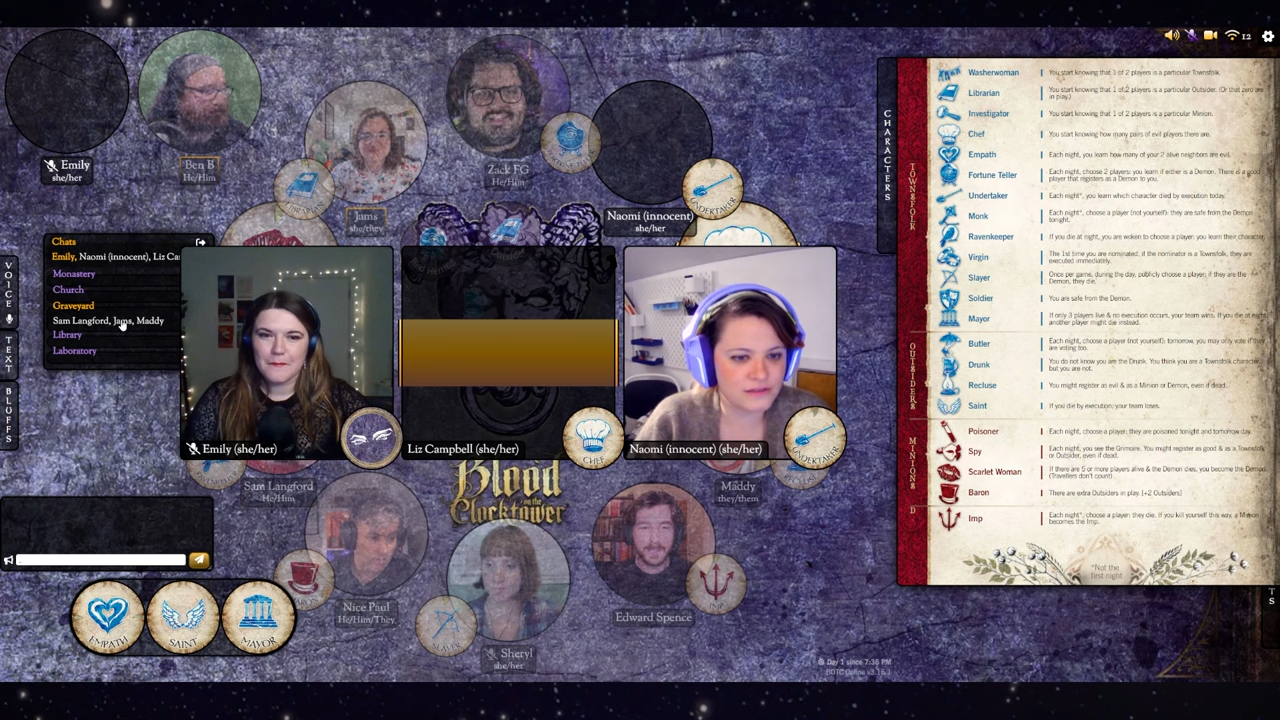 12
Emily
she/her
Ben B
He/Him
Jams
she/they
Zack FG
He/Him
Naomi (innocent)
she/her
UNDERTAKER
Chats
Emily, Naomi (innocent), Liz Ca
Monastery
Church
Graveyard
Sam Langford, Jams, Maddy
Library
Laboratory
VOICE
TEXT
BLUFFS
Emily (she/her)
Liz Campbell (she/her)
CHEF
Naomi (innocent) (she/her)
UNDERTAKER
Sam Langford
He/Him
Blood
on the
Clocktower
Maddy
they/them
EMPATH
SAINT
MAYOR
BARON
Nice Paul
He/Him/They
SLAYER
Sheryl
she/her
Edward Spence
IMP
Day 1 since 7:36 PM
CHARACTERS
TOWNSFOLK
Washerwoman You start knowing that 1 of 2 players is a particular Townsfolk.
Librarian You start knowing that 1 of 2 players is a particular Outsider. (Or that zero are
in play.)
Investigator You start knowing that 1 of 2 players is a particular Minion.
Chef You start knowing how many pairs of evil players there are.
Empath Each night, you learn how many of your 2 alive neighbors are evil.
Fortune Teller Each night, choose 2 players: you learn if either is a Demon. There is a good
player that registers as a Demon to you.
Undertaker Each night*, you learn which character died by execution today.
Monk Each night*, choose a player (not yourself): they are safe from the Demon
tonight.
Ravenkeeper If you die at night, you are woken to choose a player: you learn their character.
Virgin The 1st time you are nominated, if the nominator is a Townsfolk, they are
executed immediately.
Slayer Once per game, during the day, publicly choose a player: if they are the
Demon, they die.
Soldier You are safe from the Demon.
Mayor If only 3 players live & no execution occurs, your team wins. If you die at night,
another player might die instead.
OUTSIDERS
Butler Each night, choose a player (not yourself): tomorrow, you may only vote if they
are voting too.
Drunk You do not know you are the Drunk. You think you are a Townsfolk character,
but you are not.
Recluse You might register as evil & as a Minion or Demon, even if dead.
Saint If you die by execution, your team loses.
MINIONS
Poisoner Each night, choose a player: they are poisoned tonight and tomorrow day.
Spy Each night, you see the Grimoire. You might register as good & as a Townsfolk
or Outsider, even if dead.
Scarlet Woman If there are 5 or more players alive & the Demon dies, you become the Demon.
(Travellers don't count)
Baron There are extra Outsiders in play. [+2 Outsiders]
D
Imp Each night*, choose a player: they die. If you kill yourself this way, a Minion
becomes the Imp.
*Not the
first night